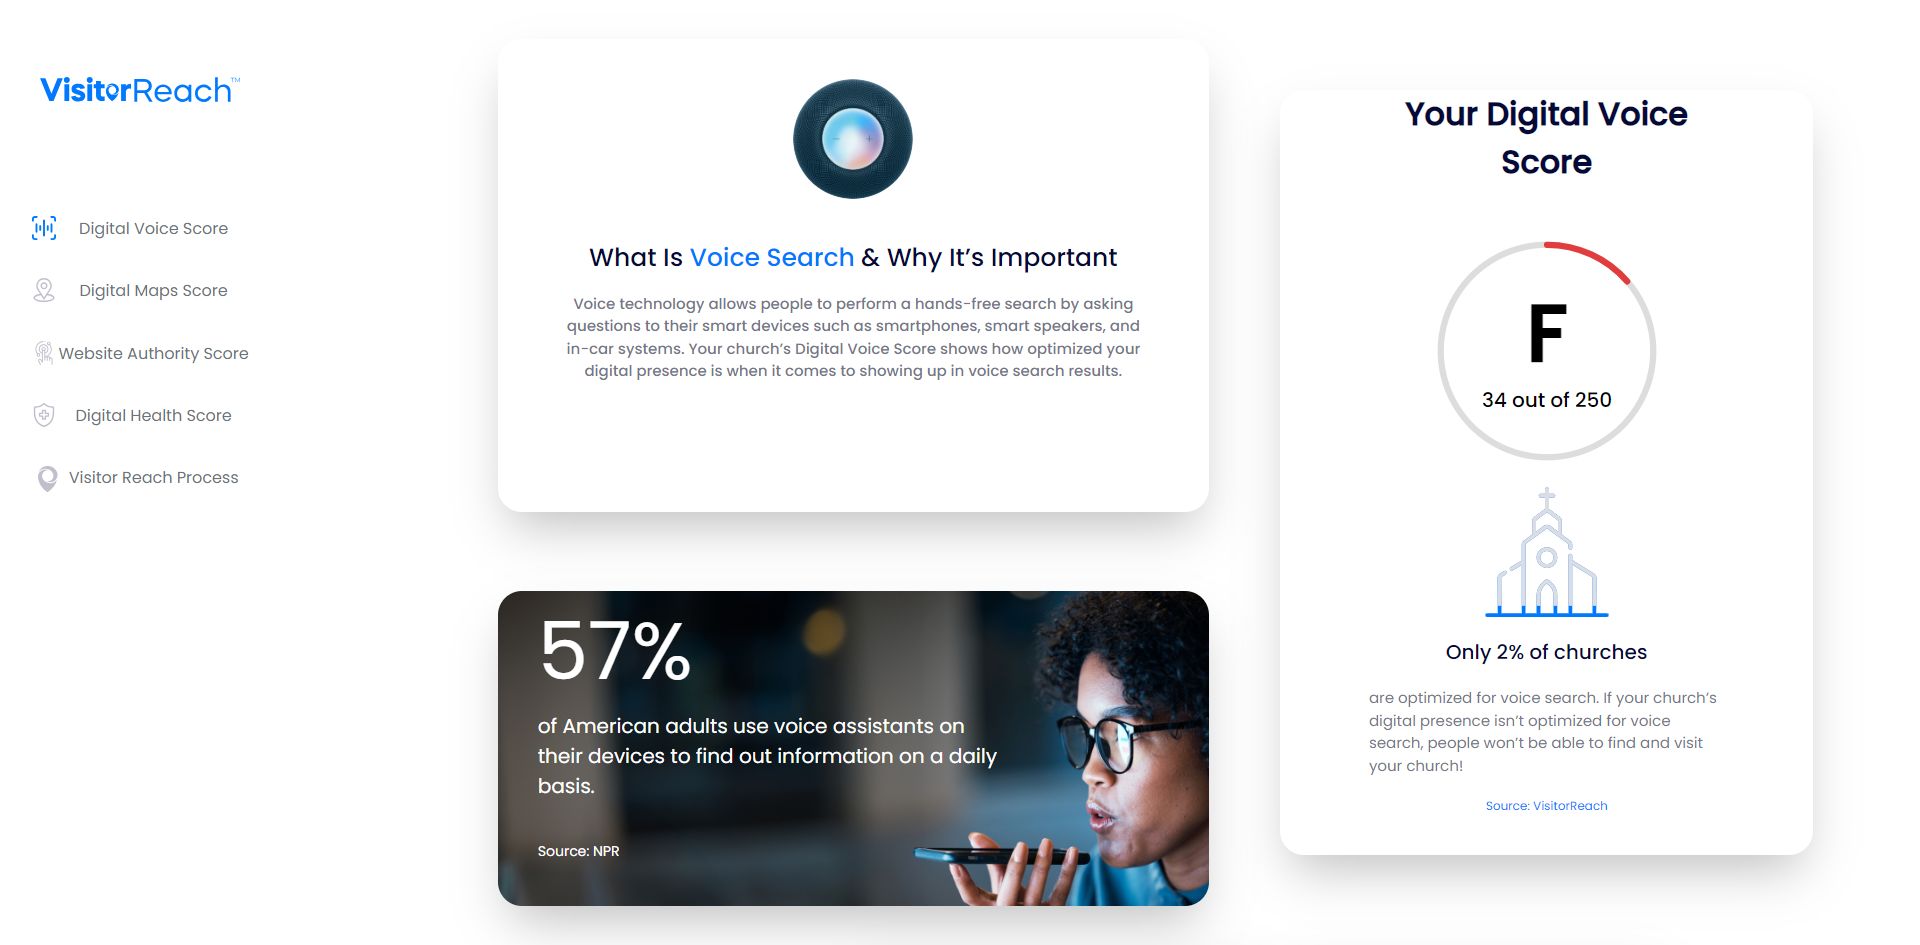 VisitorReach™
Digital Voice Score
Digital Maps Score
Website Authority Score
Digital Health Score
Visitor Reach Process
What Is Voice Search & Why It’s Important
Voice technology allows people to perform a hands-free search by asking
questions to their smart devices such as smartphones, smart speakers, and
in-car systems. Your church’s Digital Voice Score shows how optimized your
digital presence is when it comes to showing up in voice search results.
57%
of American adults use voice assistants on
their devices to find out information on a daily
basis.
Source: NPR
Your Digital Voice
Score
F
34 out of 250
Only 2% of churches
are optimized for voice search. If your church’s
digital presence isn’t optimized for voice
search, people won’t be able to find and visit
your church!
Source: VisitorReach